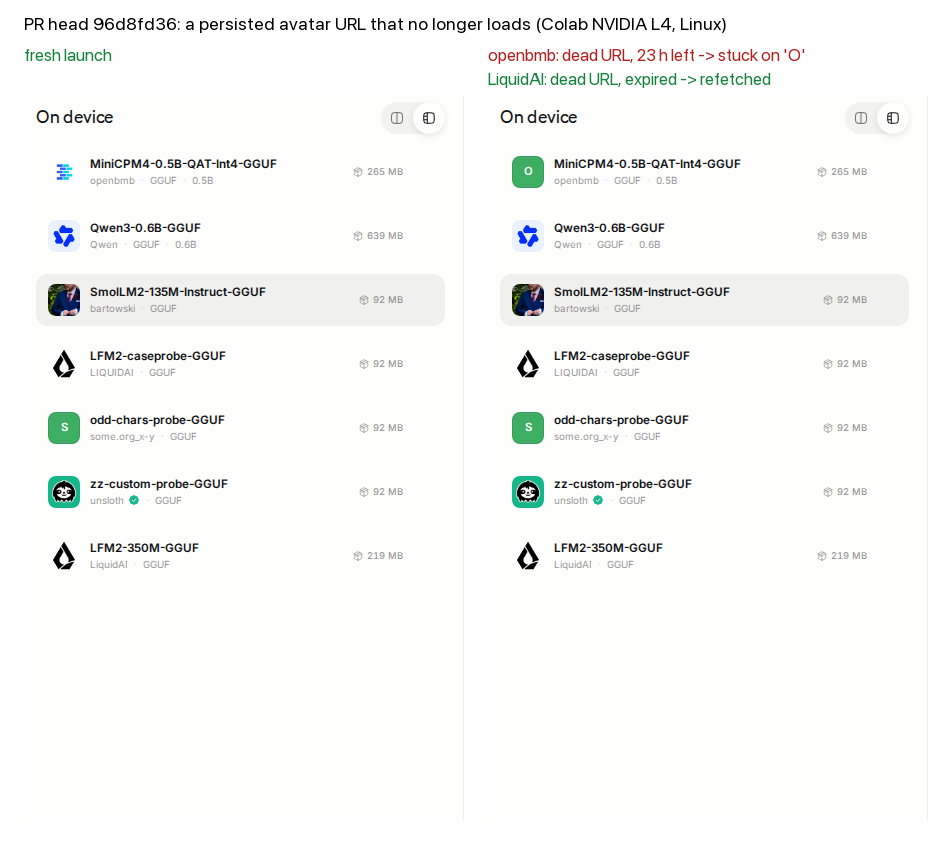 PR head 96d8fd36: a persisted avatar URL that no longer loads (Colab NVIDIA L4, Linux)
fresh launch
On device
MiniCPM4-0.5B-QAT-Int4-GGUF
openbmb · GGUF · 0.5B
265 MB
Qwen3-0.6B-GGUF
Qwen · GGUF · 0.6B
639 MB
SmolLM2-135M-Instruct-GGUF
bartowski · GGUF
92 MB
LFM2-caseprobe-GGUF
LIQUIDAI · GGUF
92 MB
S
odd-chars-probe-GGUF
some.org_x-y · GGUF
92 MB
zz-custom-probe-GGUF
unsloth · GGUF
92 MB
LFM2-350M-GGUF
LiquidAI · GGUF
219 MB
openbmb: dead URL, 23 h left -> stuck on 'O'
LiquidAI: dead URL, expired -> refetched
On device
O
MiniCPM4-0.5B-QAT-Int4-GGUF
openbmb · GGUF · 0.5B
265 MB
Qwen3-0.6B-GGUF
Qwen · GGUF · 0.6B
639 MB
SmolLM2-135M-Instruct-GGUF
bartowski · GGUF
92 MB
LFM2-caseprobe-GGUF
LIQUIDAI · GGUF
92 MB
S
odd-chars-probe-GGUF
some.org_x-y · GGUF
92 MB
zz-custom-probe-GGUF
unsloth · GGUF
92 MB
LFM2-350M-GGUF
LiquidAI · GGUF
219 MB